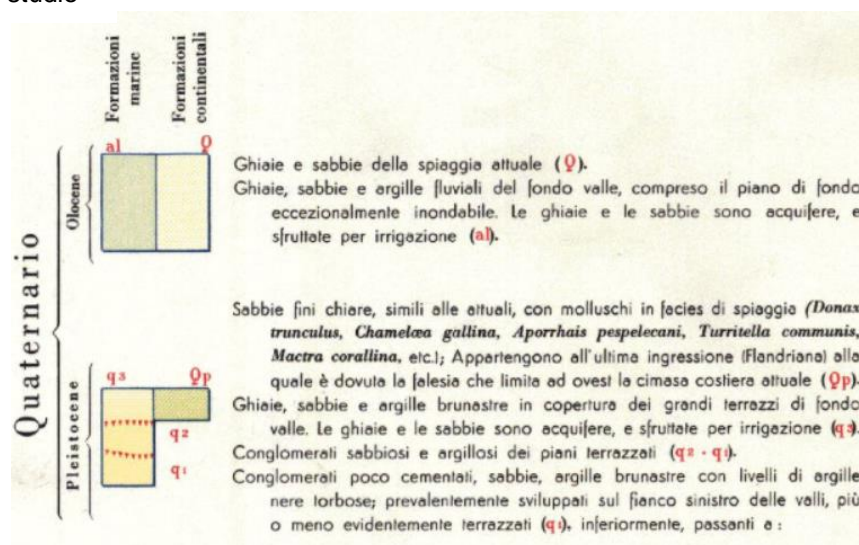 studio
Formazioni
marine
Formazioni
continentali
al
Q
Quaternario
Olocene
Ghiaie e sabbie della spiaggia attuale (Q).
Ghiaie, sabbie e argille fluviali del fondo valle, compreso il piano di fondo
eccezionalmente inondabile. Le ghiaie e le sabbie sono acquifere, e
sfruttate per irrigazione (al).
Pleistocene
q3
Qp
q2
q1
Sabbie fini chiare, simili alle attuali, con molluschi in facies di spiaggia (Donax
trunculus, Chamelæa gallina, Aporrhais pespelecani, Turritella communis,
Mactra corallina, etc.); Appartengono all'ultima ingressione (Flandriana) alla
quale è dovuta la falesia che limita ad ovest la cimasa costiera attuale (Qp).
Ghiaie, sabbie e argille brunastre in copertura dei grandi terrazzi di fondo
valle. Le ghiaie e le sabbie sono acquifere, e sfruttate per irrigazione (q3).
Conglomerati sabbiosi e argillosi dei piani terrazzati (q2 - q1).
Conglomerati poco cementati, sabbie, argille brunastre con livelli di argille
nere torbose; prevalentemente sviluppati sul fianco sinistro delle valli, più
o meno evidentemente terrazzati (q1), inferiormente, passanti a :